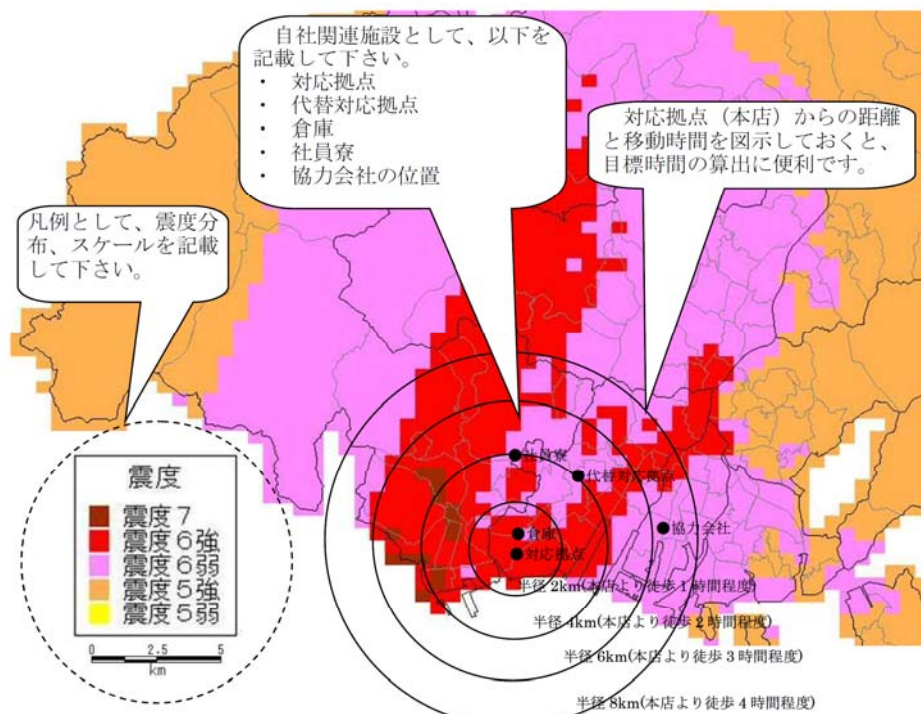 自社関連施設として、以下を
記載して下さい。
・ 対応拠点
・ 代替対応拠点
・ 倉庫
・ 社員寮
・ 協力会社の位置
対応拠点（本店）からの距離
と移動時間を図示しておくと、
目標時間の算出に便利です。
凡例として、震度分
布、スケールを記載
して下さい。
震度
震度７
震度６強
震度６弱
震度５強
震度５弱
0 2.5 5
km
社員寮
代替対応拠点
倉庫
対応拠点
協力会社
半径 2km(本店より徒歩 1 時間程度)
半径 4km(本店より徒歩 2 時間程度)
半径 6km(本店より徒歩 3 時間程度)
半径 8km(本店より徒歩 4 時間程度)